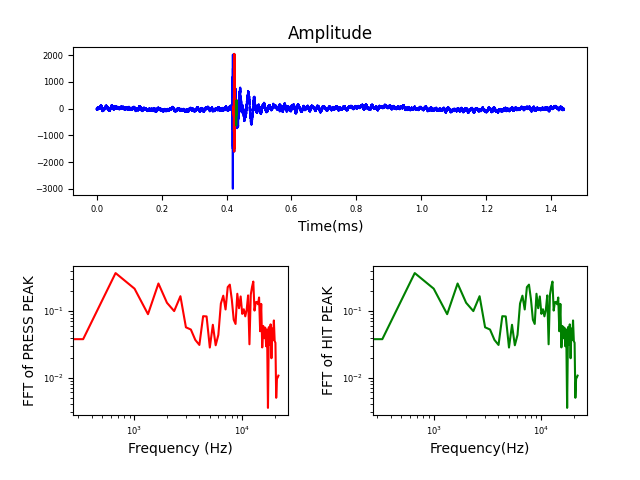 Amplitude
2000
1000
0
−1000
−2000
−3000
0.0 0.2 0.4 0.6 0.8 1.0 1.2 1.4
Time(ms)
FFT of PRESS PEAK
10⁻¹
10⁻²
10³ 10⁴
Frequency (Hz)
FFT of HIT PEAK
10⁻¹
10⁻²
10³ 10⁴
Frequency(Hz)